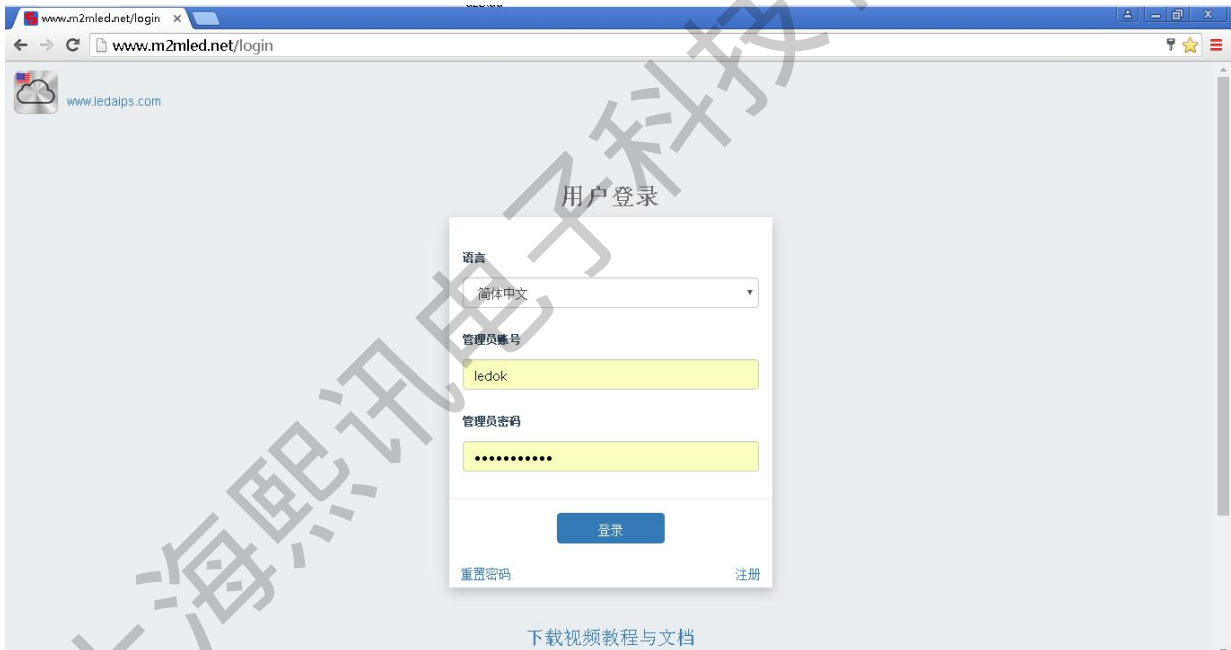 www.m2mled.net/login
www.m2mled.net/login
www.ledaips.com
用户登录
语言
简体中文
管理员账号
ledok
管理员密码
•••••••••••
登录
重置密码 注册
下载视频教程与文档
上海熙讯电子科技